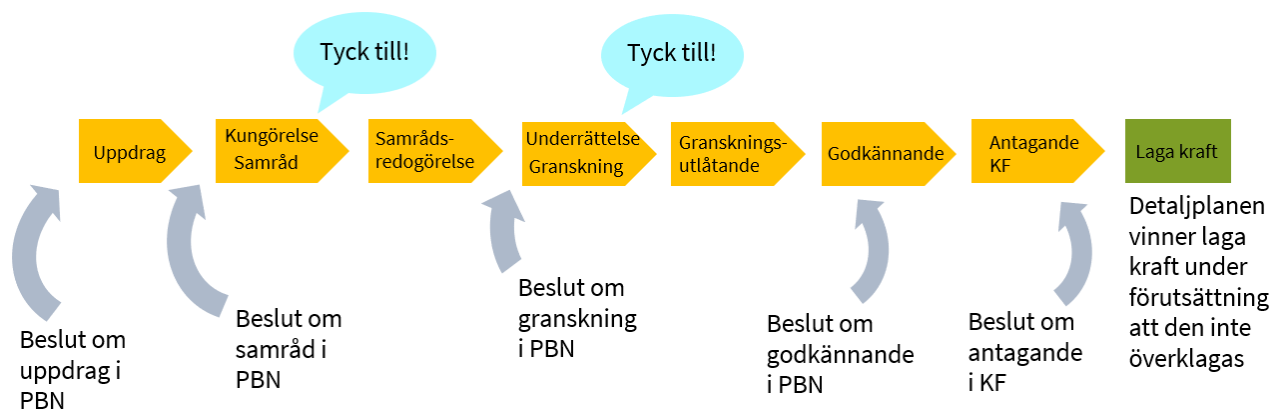 Tyck till!
Tyck till!
Uppdrag
Kungörelse
Samråd
Samråds-
redogörelse
Underrättelse
Granskning
Gransknings-
utlåtande
Godkännande
Antagande
KF
Laga kraft
Beslut om
uppdrag i
PBN
Beslut om
samråd i
PBN
Beslut om
granskning
i PBN
Beslut om
godkännande
i PBN
Beslut om
antagande
i KF
Detaljplanen
vinner laga
kraft under
förutsättning
att den inte
överklagas